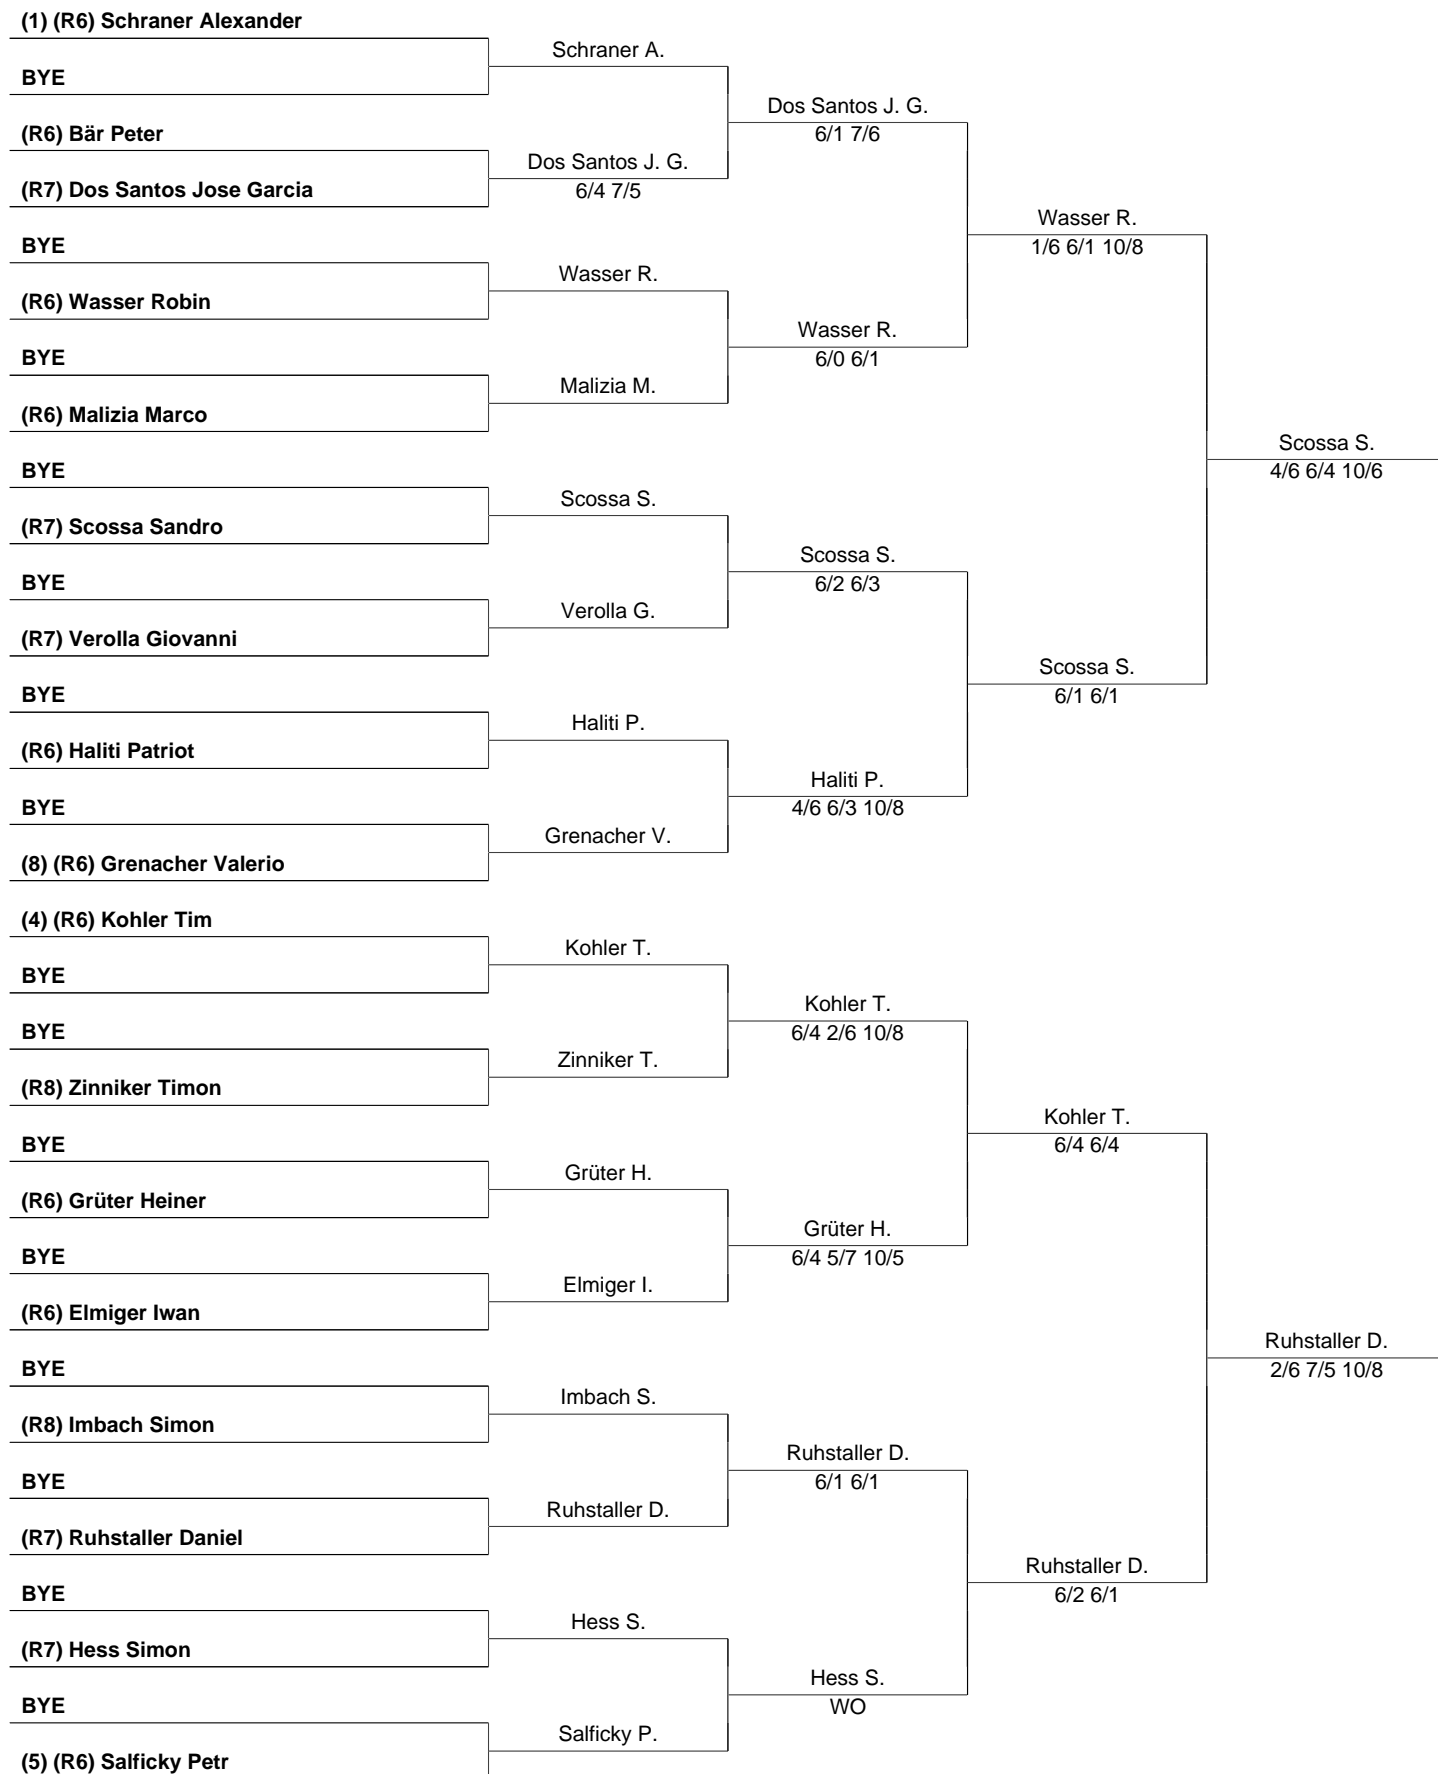 (1) (R6) Schraner Alexander
BYE
(R6) Bär Peter
(R7) Dos Santos Jose Garcia
BYE
(R6) Wasser Robin
BYE
(R6) Malizia Marco
BYE
(R7) Scossa Sandro
BYE
(R7) Verolla Giovanni
BYE
(R6) Haliti Patriot
BYE
(8) (R6) Grenacher Valerio
(4) (R6) Kohler Tim
BYE
BYE
(R8) Zinniker Timon
BYE
(R6) Grüter Heiner
BYE
(R6) Elmiger Iwan
BYE
(R8) Imbach Simon
BYE
(R7) Ruhstaller Daniel
BYE
(R7) Hess Simon
BYE
(5) (R6) Salficky Petr
Schraner A.
Dos Santos J. G.
6/4 7/5
Wasser R.
Malizia M.
Scossa S.
Verolla G.
Haliti P.
Grenacher V.
Kohler T.
Zinniker T.
Grüter H.
Elmiger I.
Imbach S.
Ruhstaller D.
Hess S.
Salficky P.
Dos Santos J. G.
6/1 7/6
Wasser R.
6/0 6/1
Scossa S.
6/2 6/3
Haliti P.
4/6 6/3 10/8
Kohler T.
6/4 2/6 10/8
Grüter H.
6/4 5/7 10/5
Ruhstaller D.
6/1 6/1
Hess S.
WO
Wasser R.
1/6 6/1 10/8
Scossa S.
6/1 6/1
Kohler T.
6/4 6/4
Ruhstaller D.
6/2 6/1
Scossa S.
4/6 6/4 10/6
Ruhstaller D.
2/6 7/5 10/8